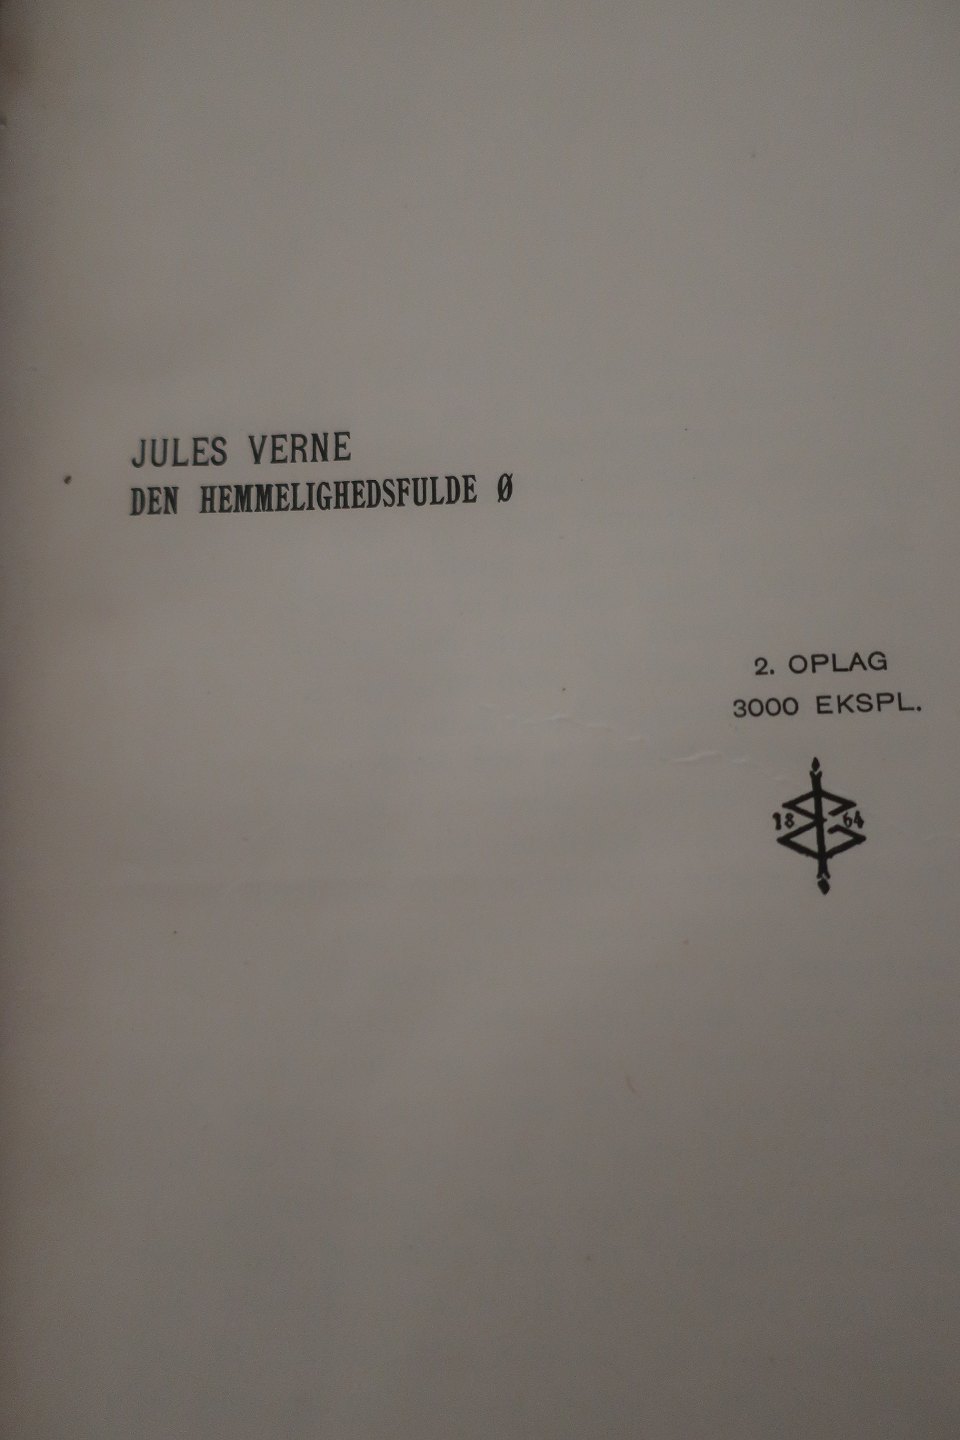 JULES VERNE
DEN HEMMELIGHEDSFULDE Ø
2. OPLAG
3000 EKSPL.
18 64